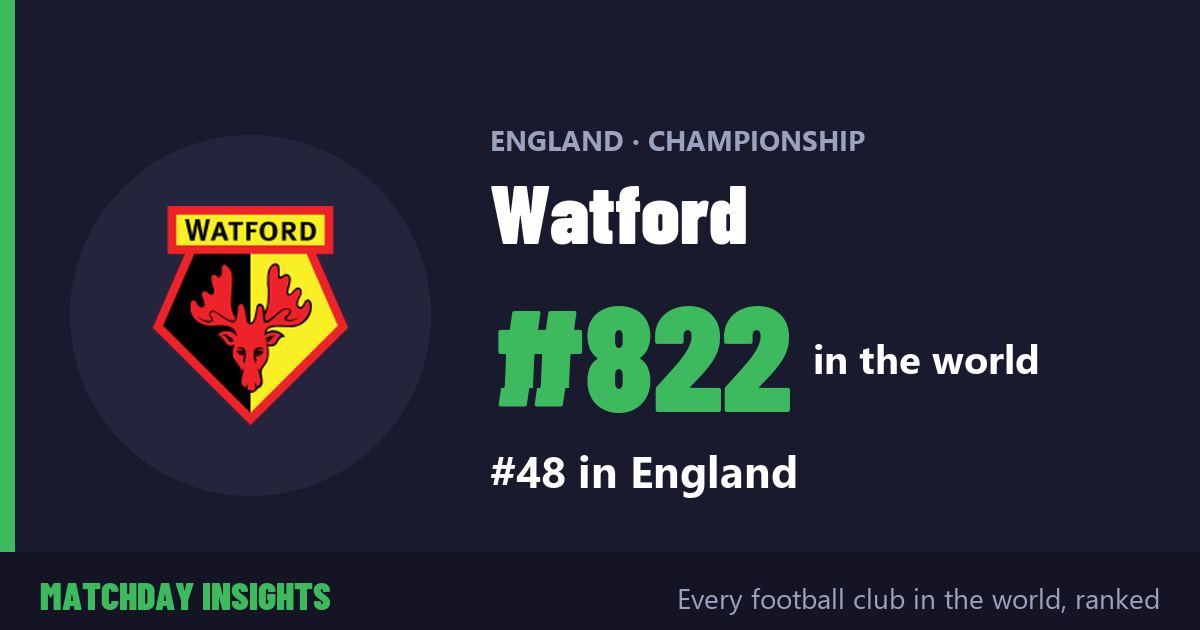 ENGLAND · CHAMPIONSHIP
Watford
WATFORD
#822 in the world
#48 in England
MATCHDAY INSIGHTS
Every football club in the world, ranked